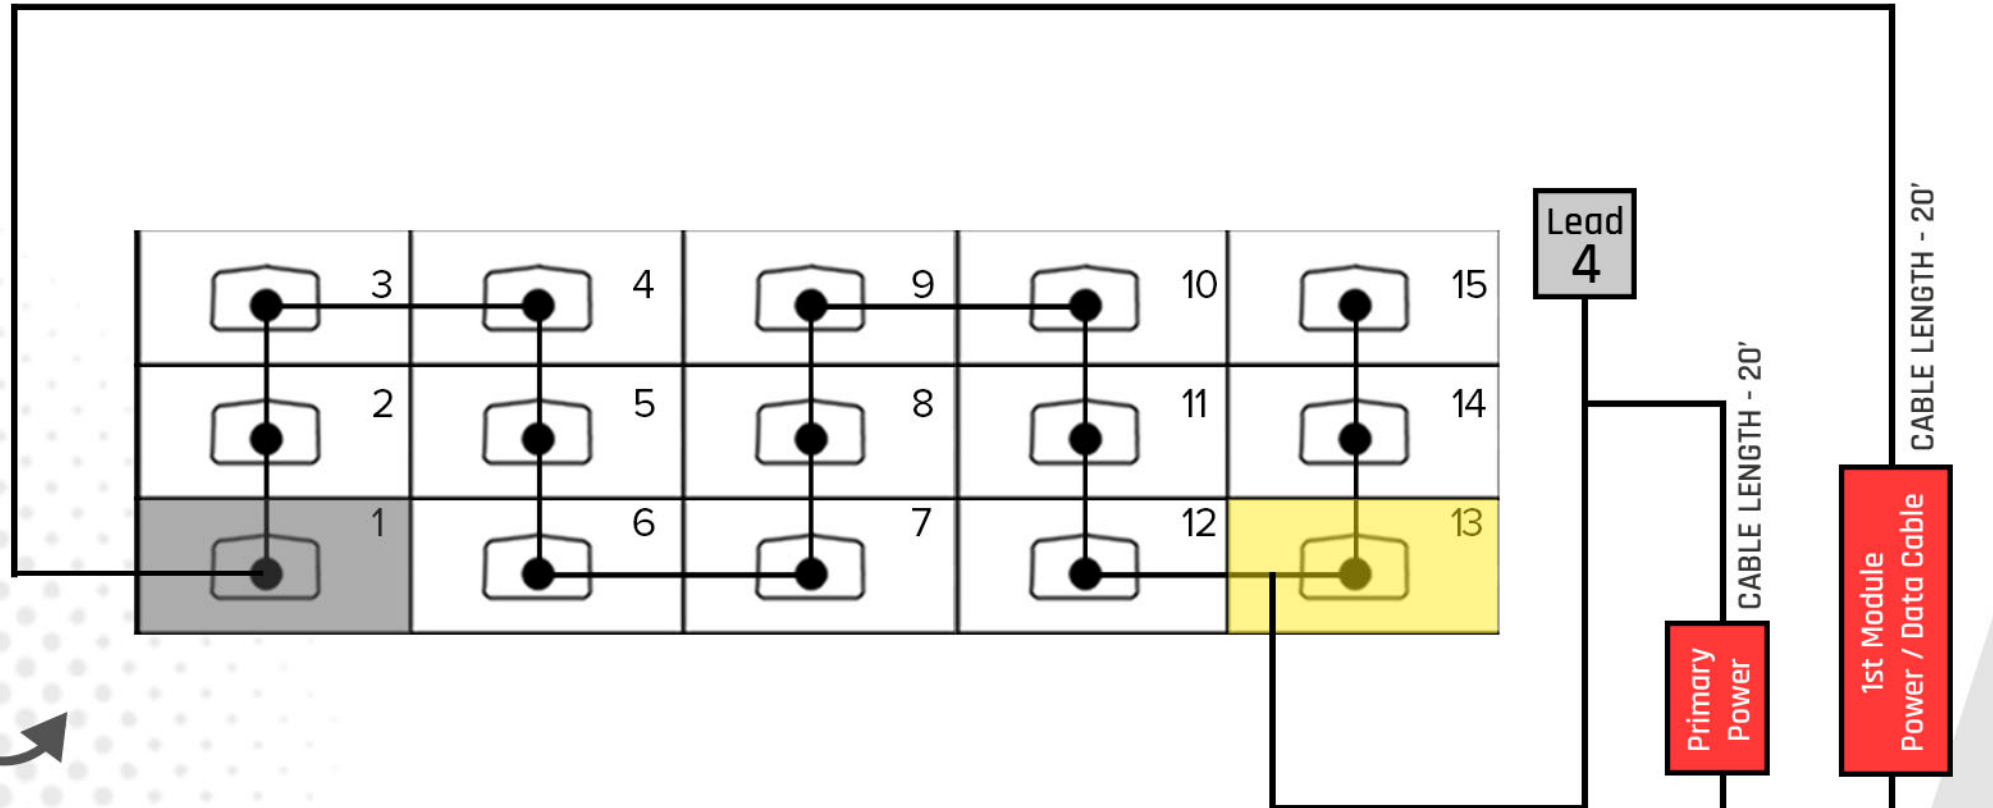 3
4
9
10
15
2
5
8
11
14
1
6
7
12
13
Lead
4
CABLE LENGTH - 20'
Primary
Power
CABLE LENGTH - 20'
1st Module
Power / Data Cable